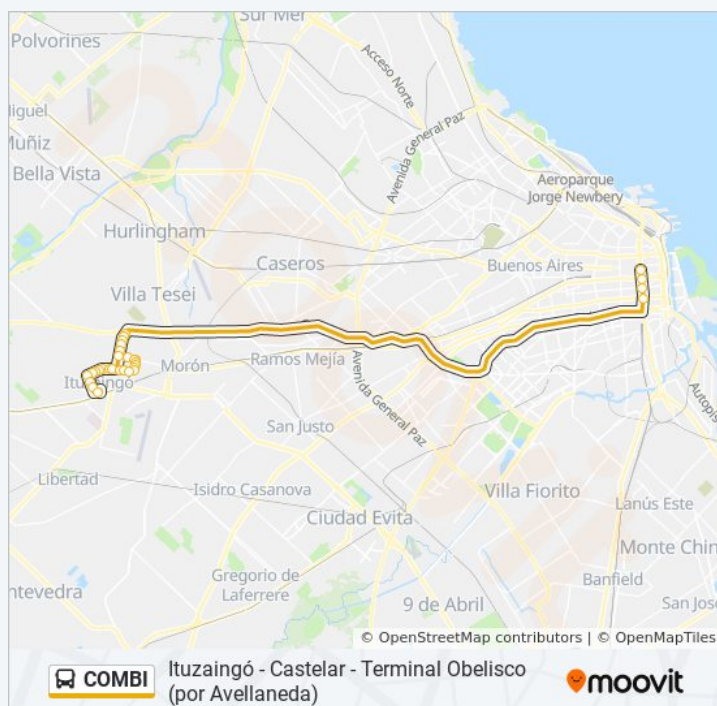 Sur Mer
Polvorines
Acceso Norte
Miguel
Muñiz
Avenida General Paz
Bella Vista
Aeroparque
Jorge Newbery
Hurlingham
Caseros
Buenos Aires
Villa Tesei
Ramos Mejía
Morón
Ituzaingó
Avenida General Paz
Autopis
San Justo
Libertad
Isidro Casanova
Villa Fiorito
Lanús Este
Ciudad Evita
Monte Chin
Gregorio de
Laferrere
Banfield
ntevedra
9 de Abril
San José
© OpenStreetMap contributors | © OpenMapTiles
COMBI
Ituzaingó - Castelar - Terminal Obelisco
(por Avellaneda)
moovit